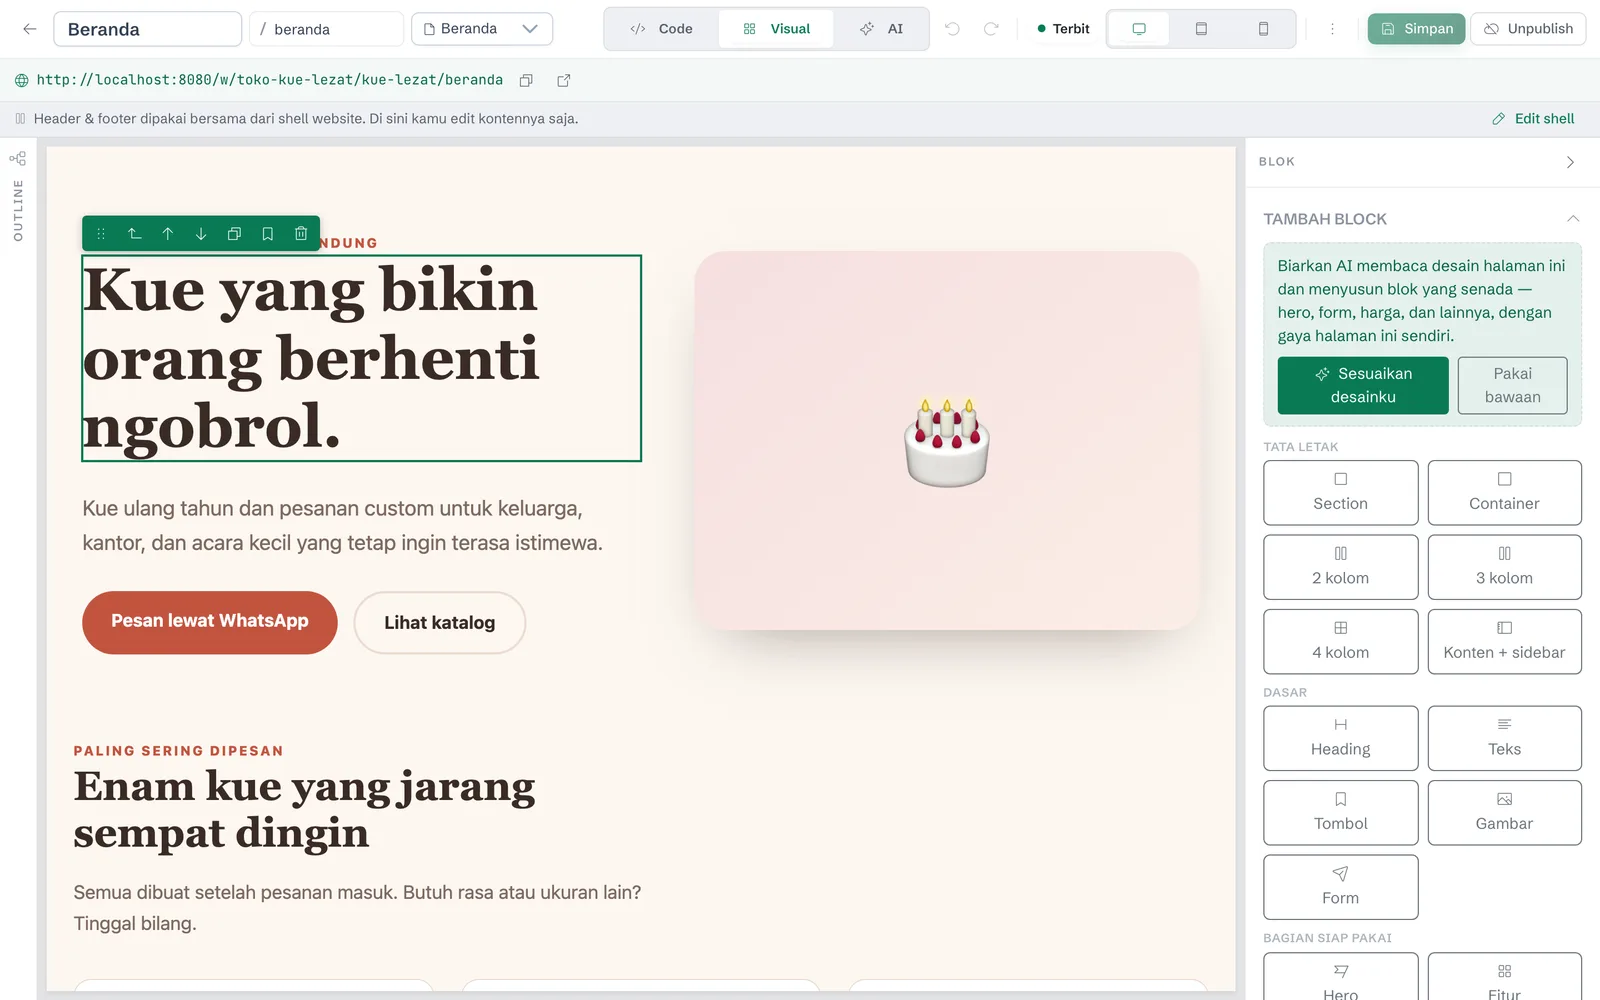 Beranda
/ beranda
Beranda
Code
Visual
AI
Terbit
Simpan
Unpublish
http://localhost:8080/w/toko-kue-lezat/kue-lezat/beranda
Header & footer dipakai bersama dari shell website. Di sini kamu edit kontennya saja.
Edit shell
OUTLINE
NDUNG
Kue yang bikin
orang berhenti
ngobrol.
Kue ulang tahun dan pesanan custom untuk keluarga,
kantor, dan acara kecil yang tetap ingin terasa istimewa.
Pesan lewat WhatsApp
Lihat katalog
PALING SERING DIPESAN
Enam kue yang jarang
sempat dingin
Semua dibuat setelah pesanan masuk. Butuh rasa atau ukuran lain?
Tinggal bilang.
BLOK
TAMBAH BLOCK
Biarkan AI membaca desain halaman ini
dan menyusun blok yang senada —
hero, form, harga, dan lainnya, dengan
gaya halaman ini sendiri.
Sesuaikan
desainku
Pakai
bawaan
TATA LETAK
Section
Container
2 kolom
3 kolom
4 kolom
Konten + sidebar
DASAR
Heading
Teks
Tombol
Gambar
Form
BAGIAN SIAP PAKAI
Hero
Fitur